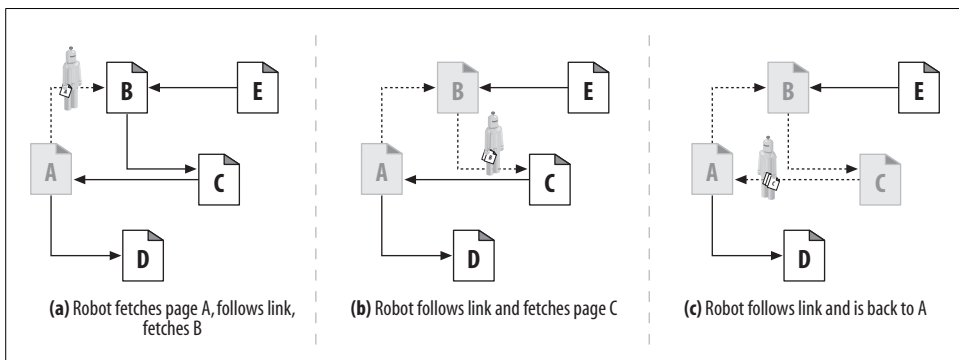 B
E
A
C
D
(a) Robot fetches page A, follows link,
fetches B
B
E
A
C
D
(b) Robot follows link and fetches page C
B
E
A
C
D
(c) Robot follows link and is back to A